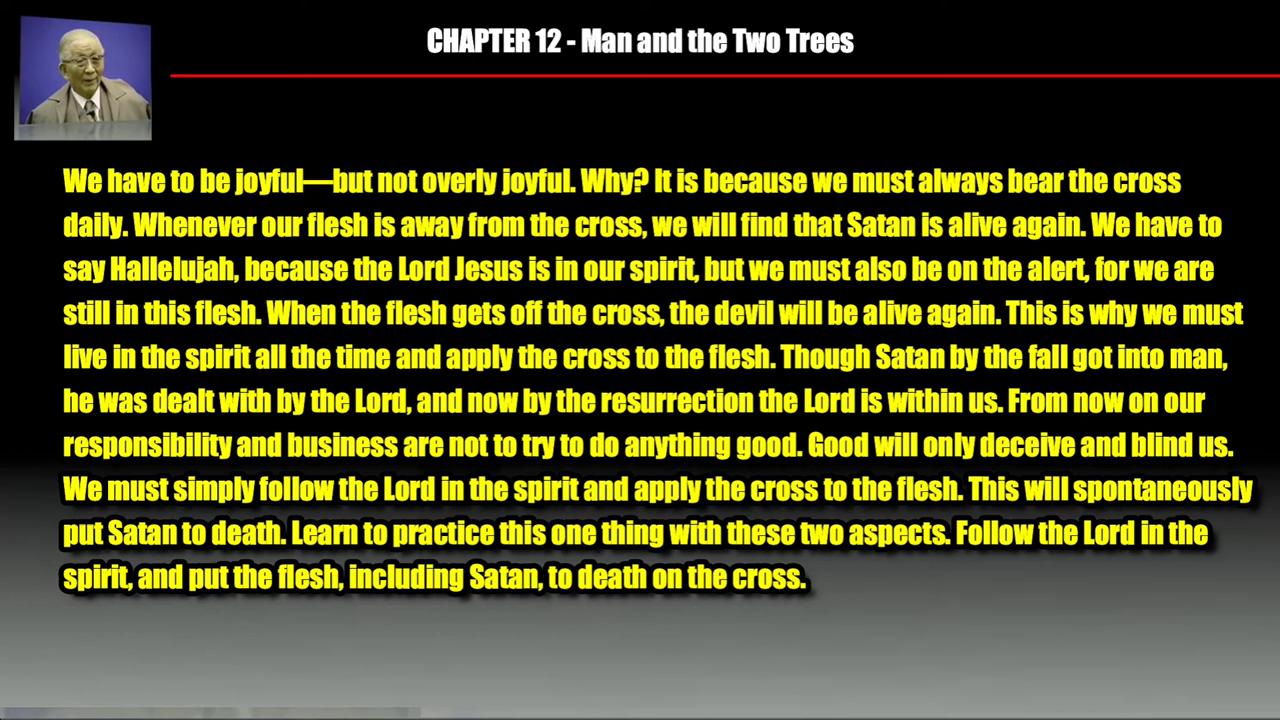 CHAPTER 12 - Man and the Two Trees
We have to be joyful—but not overly joyful. Why? It is because we must always bear the cross
daily. Whenever our flesh is away from the cross, we will find that Satan is alive again. We have to
say Hallelujah, because the Lord Jesus is in our spirit, but we must also be on the alert, for we are
still in this flesh. When the flesh gets off the cross, the devil will be alive again. This is why we must
live in the spirit all the time and apply the cross to the flesh. Though Satan by the fall got into man,
he was dealt with by the Lord, and now by the resurrection the Lord is within us. From now on our
responsibility and business are not to try to do anything good. Good will only deceive and blind us.
We must simply follow the Lord in the spirit and apply the cross to the flesh. This will spontaneously
put Satan to death. Learn to practice this one thing with these two aspects. Follow the Lord in the
spirit, and put the flesh, including Satan, to death on the cross.